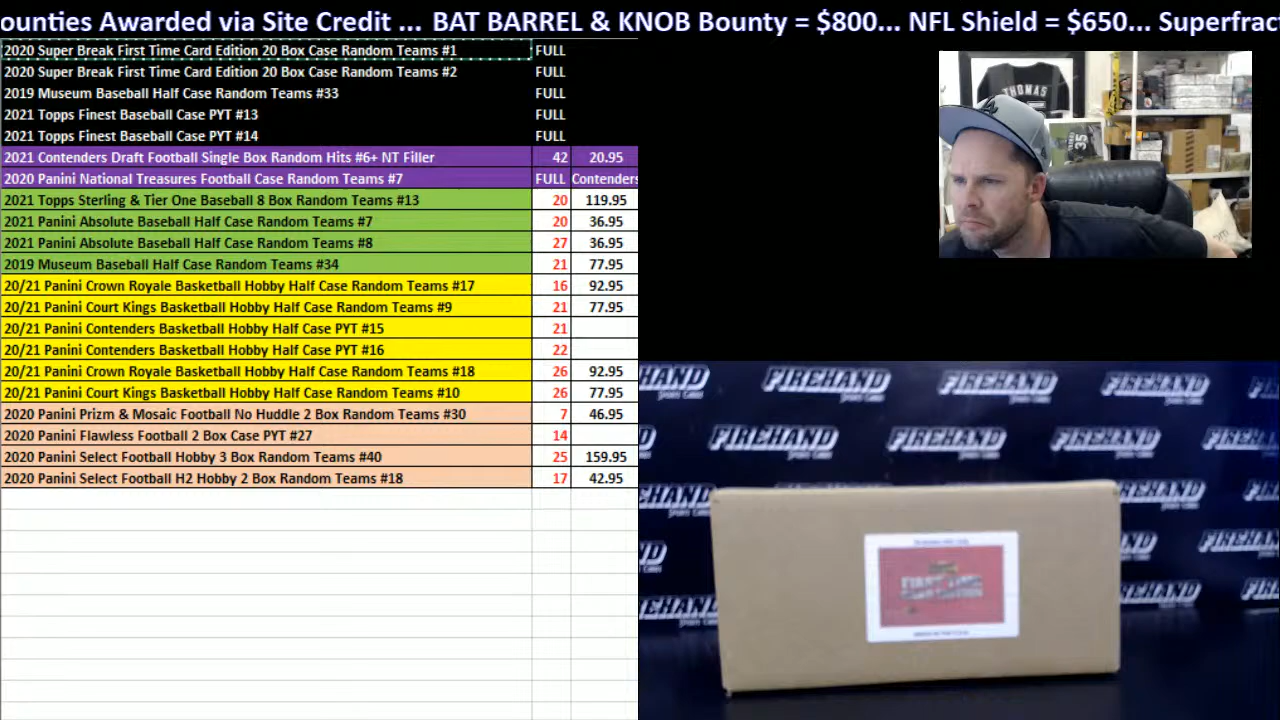 ounties Awarded via Site Credit ... BAT BARREL & KNOB Bounty = $800... NFL Shield = $650... Superfrac
2020 Super Break First Time Card Edition 20 Box Case Random Teams #1 FULL
2020 Super Break First Time Card Edition 20 Box Case Random Teams #2 FULL
2019 Museum Baseball Half Case Random Teams #33 FULL
2021 Topps Finest Baseball Case PYT #13 FULL
2021 Topps Finest Baseball Case PYT #14 FULL
2021 Contenders Draft Football Single Box Random Hits #6+ NT Filler 42 20.95
2020 Panini National Treasures Football Case Random Teams #7 FULL Contenders
2021 Topps Sterling & Tier One Baseball 8 Box Random Teams #13 20 119.95
2021 Panini Absolute Baseball Half Case Random Teams #7 20 36.95
2021 Panini Absolute Baseball Half Case Random Teams #8 27 36.95
2019 Museum Baseball Half Case Random Teams #34 21 77.95
20/21 Panini Crown Royale Basketball Hobby Half Case Random Teams #17 16 92.95
20/21 Panini Court Kings Basketball Hobby Half Case Random Teams #9 21 77.95
20/21 Panini Contenders Basketball Hobby Half Case PYT #15 21
20/21 Panini Contenders Basketball Hobby Half Case PYT #16 22
20/21 Panini Crown Royale Basketball Hobby Half Case Random Teams #18 26 92.95
20/21 Panini Court Kings Basketball Hobby Half Case Random Teams #10 26 77.95
2020 Panini Prizm & Mosaic Football No Huddle 2 Box Random Teams #30 7 46.95
2020 Panini Flawless Football 2 Box Case PYT #27 14
2020 Panini Select Football Hobby 3 Box Random Teams #40 25 159.95
2020 Panini Select Football H2 Hobby 2 Box Random Teams #18 17 42.95
THOMAS
35
FIREHAND
SPORTS CARDS
FIRST TIME